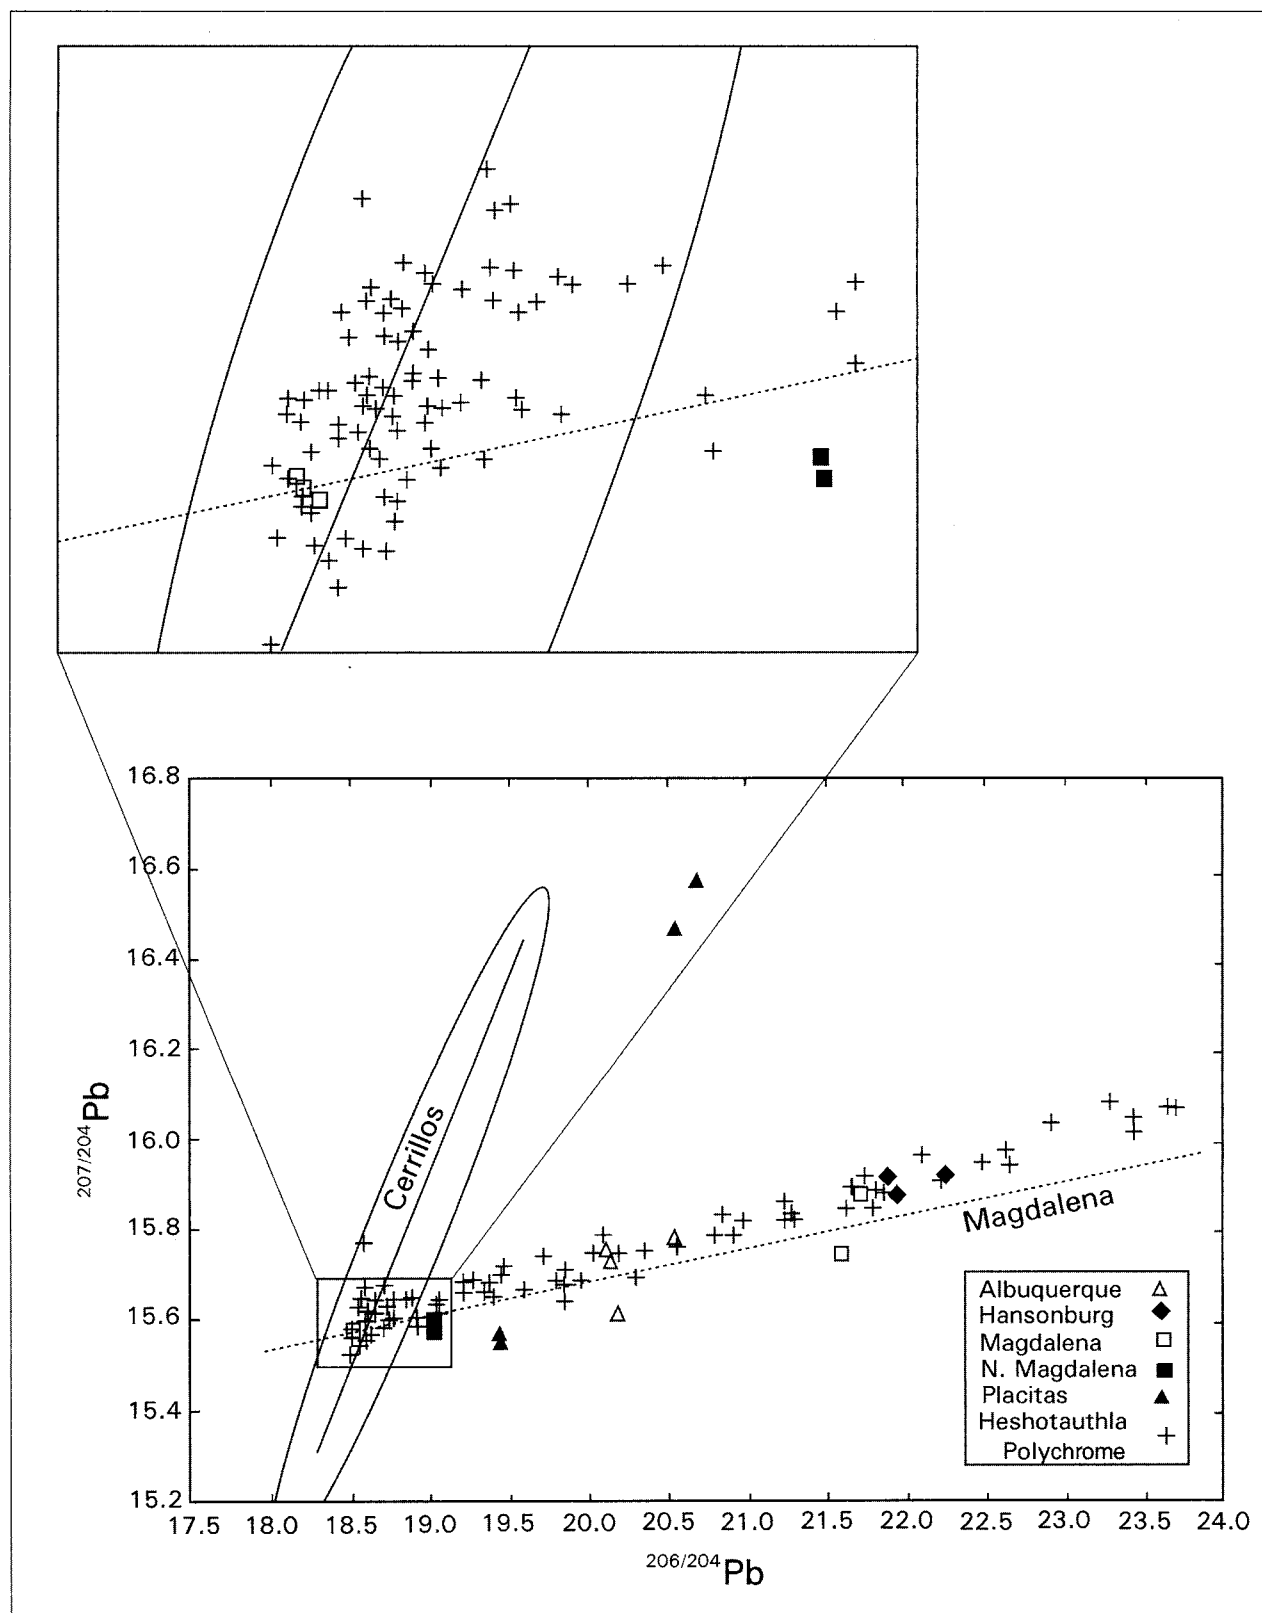 16.8
16.6
16.4
16.2
16.0
15.8
15.6
15.4
15.2
207/204Pb
Cerrillos
Magdalena
Albuquerque
Hansonburg
Magdalena
N. Magdalena
Placitas
Heshotauthla
Polychrome
17.5 18.0 18.5 19.0 19.5 20.0 20.5 21.0 21.5 22.0 22.5 23.0 23.5 24.0
206/204Pb